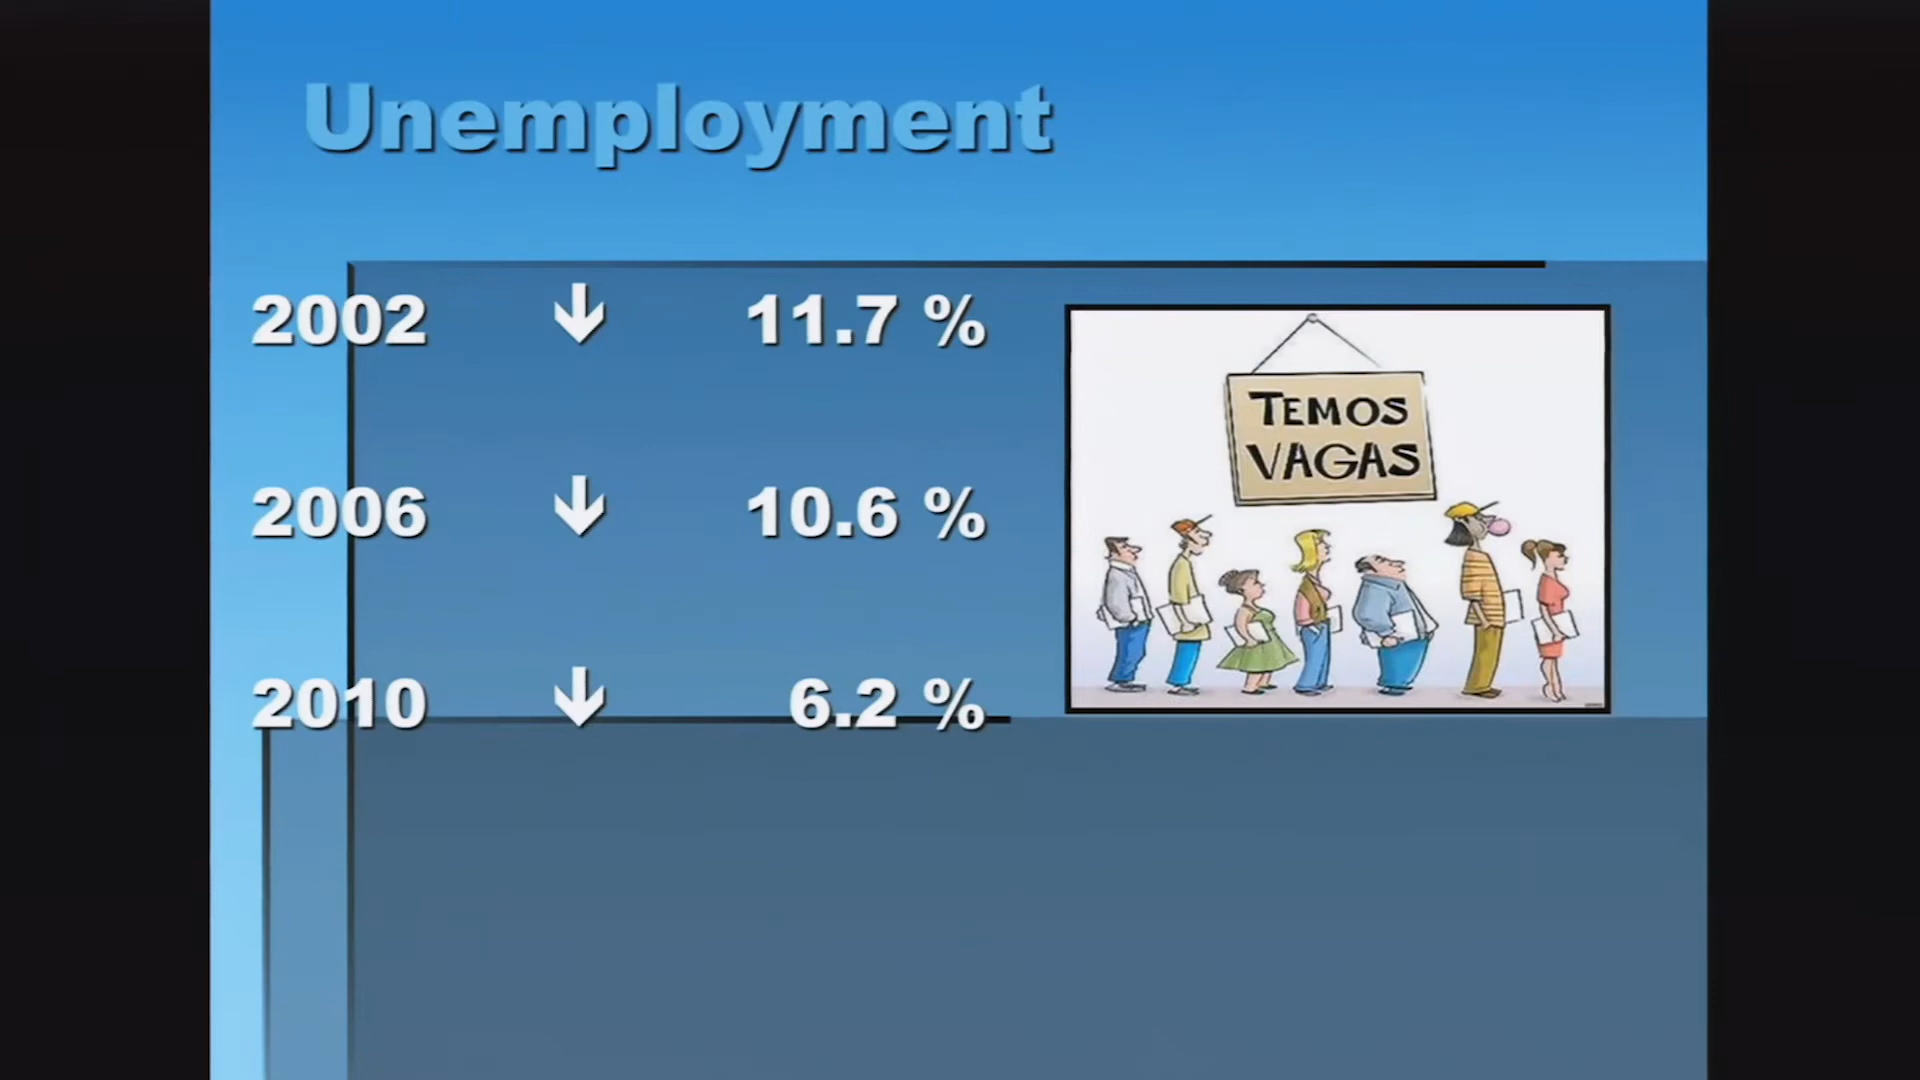 Unemployment
2002 ↓ 11.7 %
2006 ↓ 10.6 %
2010 ↓ 6.2 %
TEMOS
VAGAS